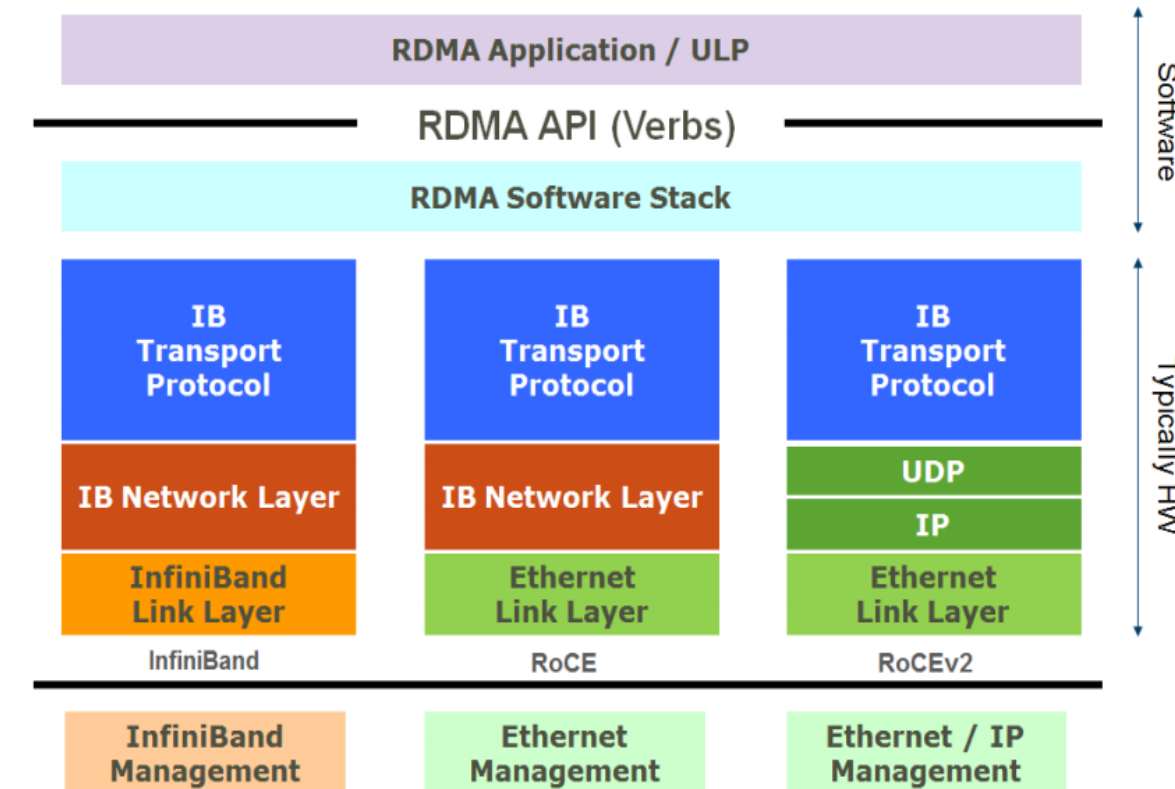 RDMA Application / ULP
RDMA API (Verbs)
RDMA Software Stack
Software
IB
Transport
Protocol
IB
Transport
Protocol
IB
Transport
Protocol
IB Network Layer
IB Network Layer
UDP
IP
InfiniBand
Link Layer
Ethernet
Link Layer
Ethernet
Link Layer
Typically HW
InfiniBand
RoCE
RoCEv2
InfiniBand
Management
Ethernet
Management
Ethernet / IP
Management